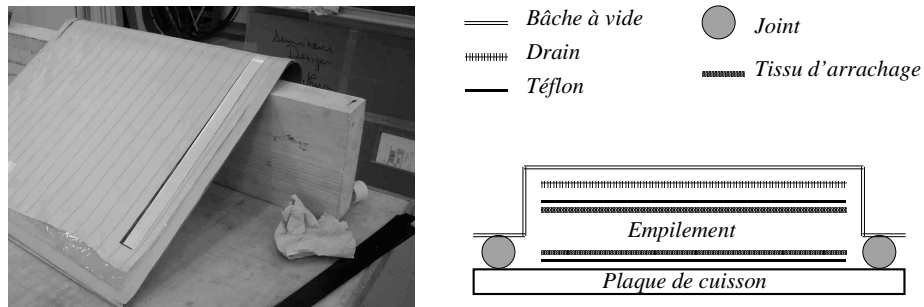 Bâche à vide
Drain
Téflon
Joint
Tissu d'arrachage
Empilement
Plaque de cuisson